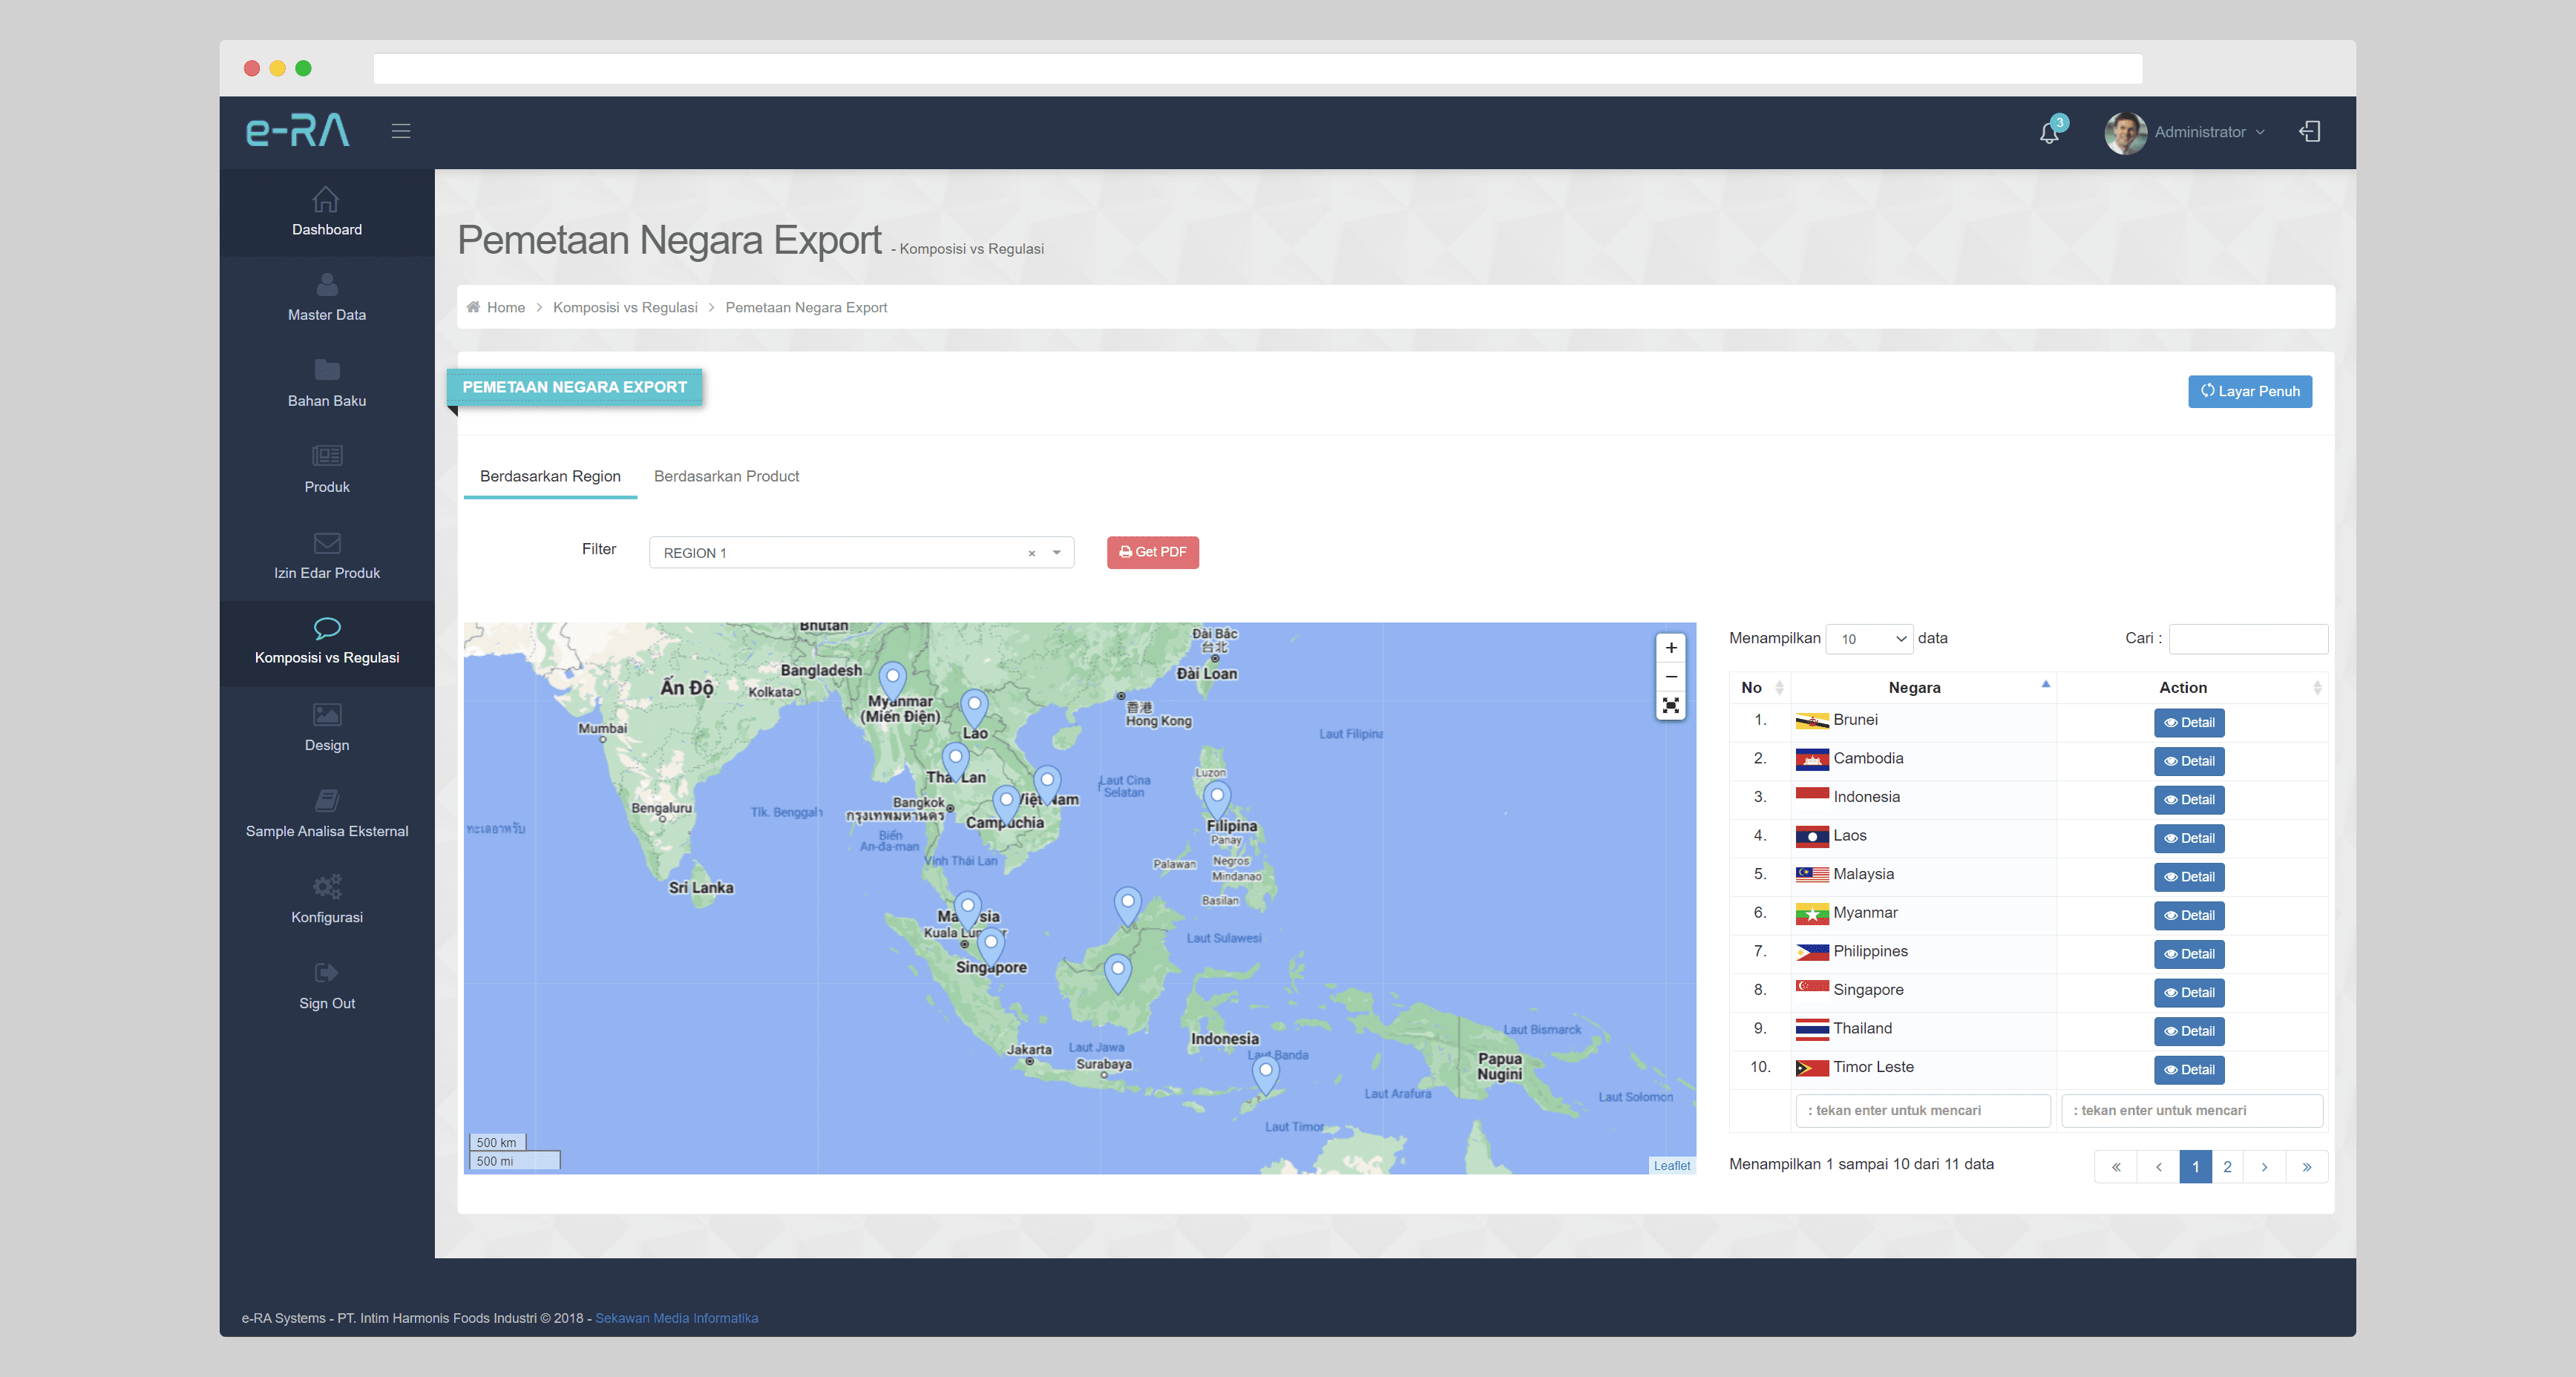 e-RA
3
Administrator
Dashboard
Master Data
Bahan Baku
Produk
Izin Edar Produk
Komposisi vs Regulasi
Design
Sample Analisa Eksternal
Konfigurasi
Sign Out
Pemetaan Negara Export - Komposisi vs Regulasi
Home > Komposisi vs Regulasi > Pemetaan Negara Export
PEMETAAN NEGARA EXPORT
Layar Penuh
Berdasarkan Region
Berdasarkan Product
Filter
REGION 1
×
Get PDF
Bhutan
Bangladesh
Ấn Độ
Kolkata
Myanmar
(Miến Điện)
Lào
Đài Bắc
台北
Đài Loan
香港
Hong Kong
Mumbai
Laut Filipina
Thái Lan
Luzon
Laut Cina
Selatan
Việt Nam
Bengaluru
Tlk. Benggala
Bangkok
กรุงเทพมหานคร
Campuchia
Filipina
Panay
ทะเลอาหรับ
Biển
An-đa-man
Vịnh Thái Lan
Palawan
Negros
Mindanao
Sri Lanka
Basilan
Malaysia
Kuala Lumpur
Laut Sulawesi
Singapore
Indonesia
Laut Bismarck
Jakarta
Laut Jawa
Laut Banda
Surabaya
Papua
Nugini
Laut Arafura
Laut Solomon
Laut Timor
+
−
500 km
500 mi
Leaflet
Menampilkan 10 data
Cari :
No Negara Action
1. Brunei Detail
2. Cambodia Detail
3. Indonesia Detail
4. Laos Detail
5. Malaysia Detail
6. Myanmar Detail
7. Philippines Detail
8. Singapore Detail
9. Thailand Detail
10. Timor Leste Detail
: tekan enter untuk mencari : tekan enter untuk mencari
Menampilkan 1 sampai 10 dari 11 data
« ‹ 1 2 › »
e-RA Systems - PT. Intim Harmonis Foods Industri © 2018 - Sekawan Media Informatika